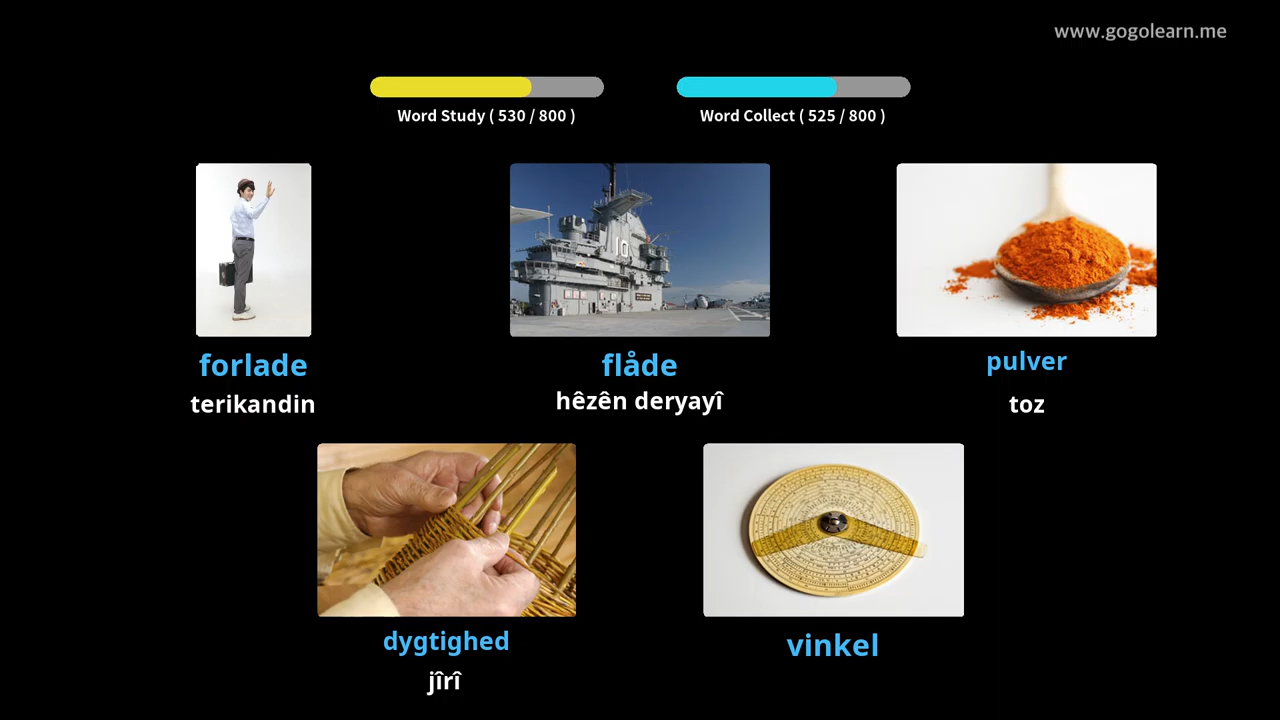 www.gogolearn.me
Word Study ( 530 / 800 )
Word Collect ( 525 / 800 )
forlade
terikandin
flåde
hêzên deryayî
pulver
toz
dygtighed
jîrî
vinkel